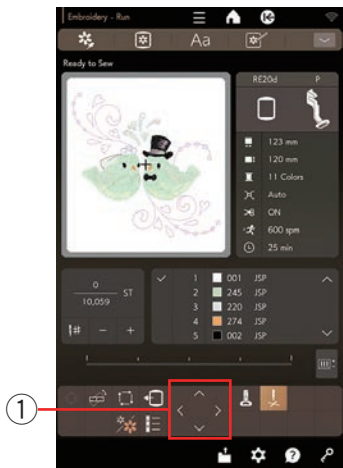 Embroidery - Run
Aa
Ready to Sew
RE20d P
123 mm
120 mm
11 Colors
Auto
ON
600 spm
25 min
0
10,059
ST
# - +
1 001 JSP
2 245 JSP
3 220 JSP
4 274 JSP
5 002 JSP
①
?